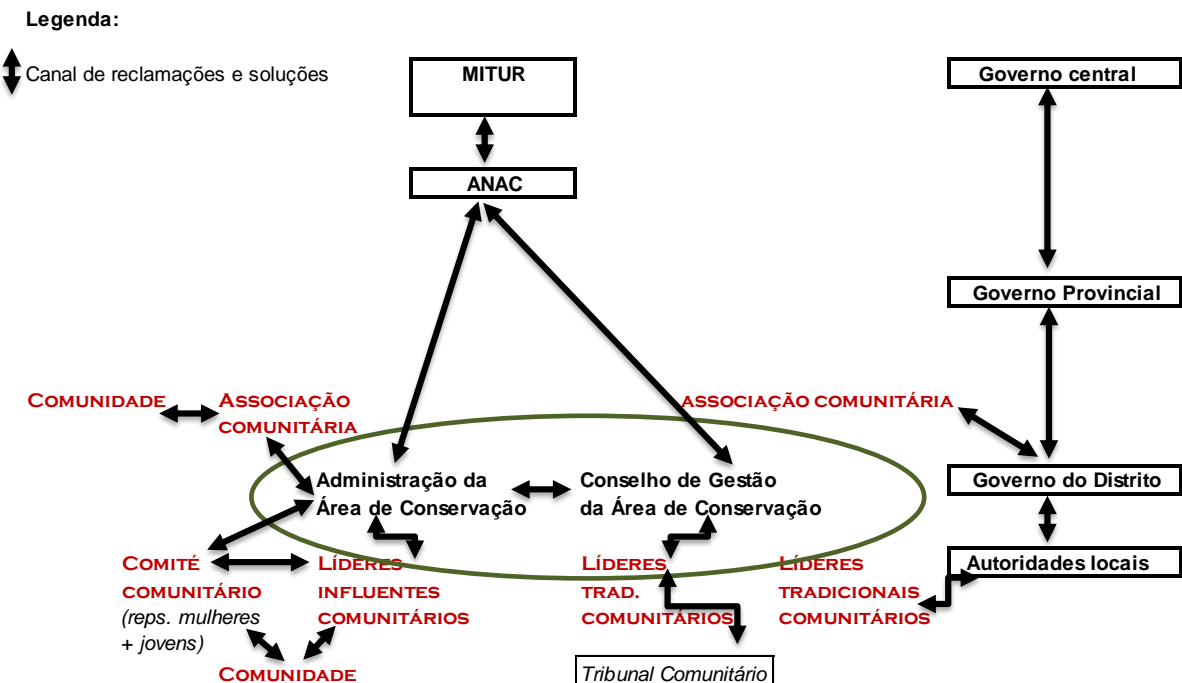 Legenda:
Canal de reclamações e soluções
MITUR
Governo central
ANAC
Governo Provincial
COMUNIDADE
ASSOCIAÇÃO
COMUNITÁRIA
ASSOCIAÇÃO COMUNITÁRIA
Administração da
Área de Conservação
Conselho de Gestão
da Área de Conservação
Governo do Distrito
COMITÉ
COMUNITÁRIO
(reps. mulheres
+ jovens)
LÍDERES
INFLUENTES
COMUNITÁRIOS
LÍDERES
TRAD.
COMUNITÁRIOS
LÍDERES
TRADICIONAIS
COMUNITÁRIOS
Autoridades locais
COMUNIDADE
Tribunal Comunitário